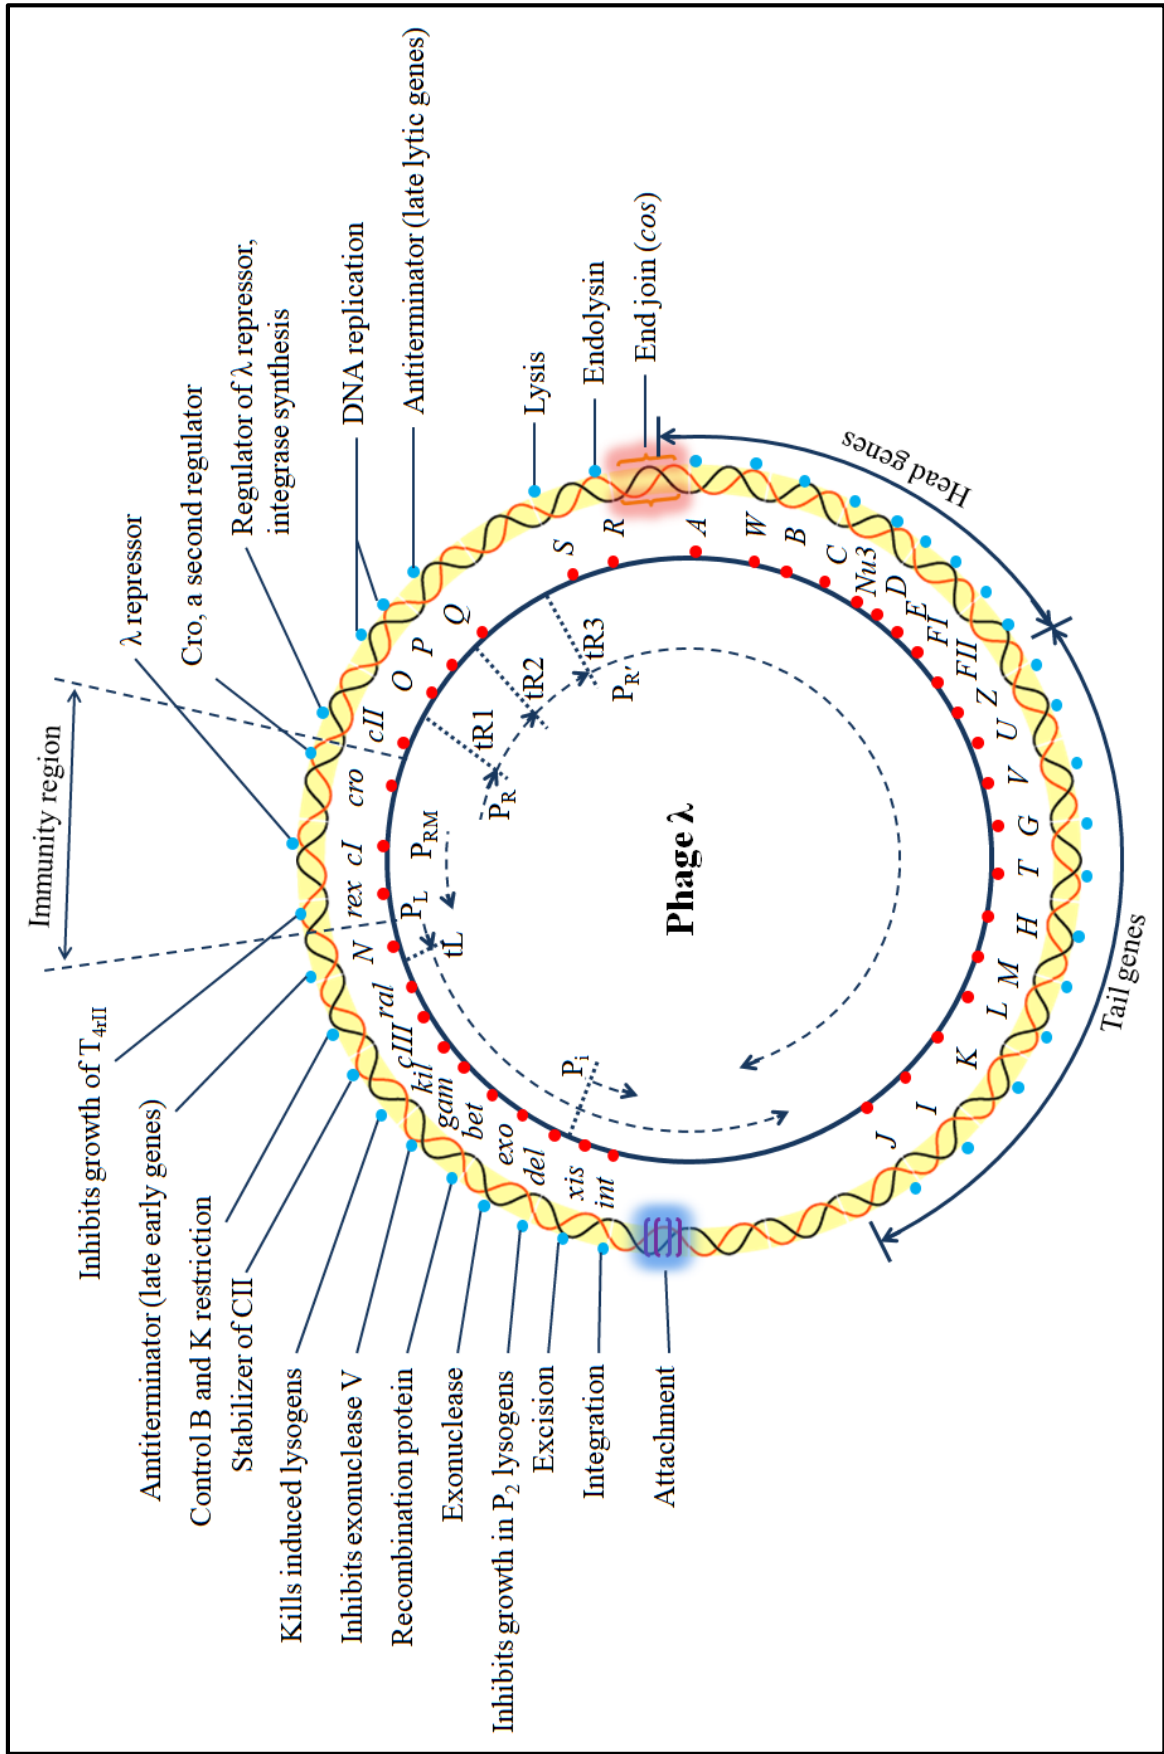 Immunity region
λ repressor
Cro, a second regulator
Regulator of λ repressor,
integrase synthesis
DNA replication
Antiterminator (late lytic genes)
Lysis
Endolysin
End join (cos)
Head genes
Tail genes
Inhibits growth of T4rII
Antiterminator (late early genes)
Control B and K restriction
Stabilizer of CII
Kills induced lysogens
Inhibits exonuclease V
Recombination protein
Exonuclease
Inhibits growth in P2 lysogens
Excision
Integration
Attachment
int
xis
del
exo
bet
gam
kil
cIII
ral
N
rex
cI
cro
cII
O
P
Q
S
R
A
W
B
C
Nu3
D
E
FI
FII
Z
U
V
G
T
H
M
L
K
I
J
Pi
tL
PL
PRM
PR
tR1
tR2
tR3
PR'
Phage λ